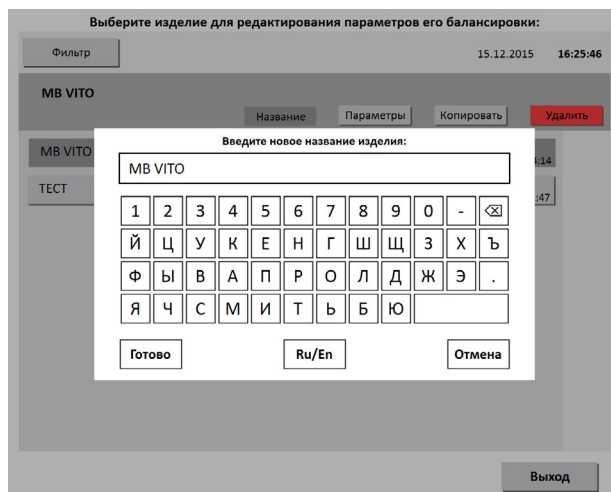 Выберите изделие для редактирования параметров его балансировки:
Фильтр 15.12.2015 16:25:46
MB VITO
Название Параметры Копировать Удалить
Введите новое название изделия:
MB VITO :14
MB VITO
ТЕСТ :47
1 2 3 4 5 6 7 8 9 0 -
Й Ц У К Е Н Г Ш Щ З Х Ъ
Ф Ы В А П Р О Л Д Ж Э .
Я Ч С М И Т Ь Б Ю
Готово Ru/En Отмена
Выход